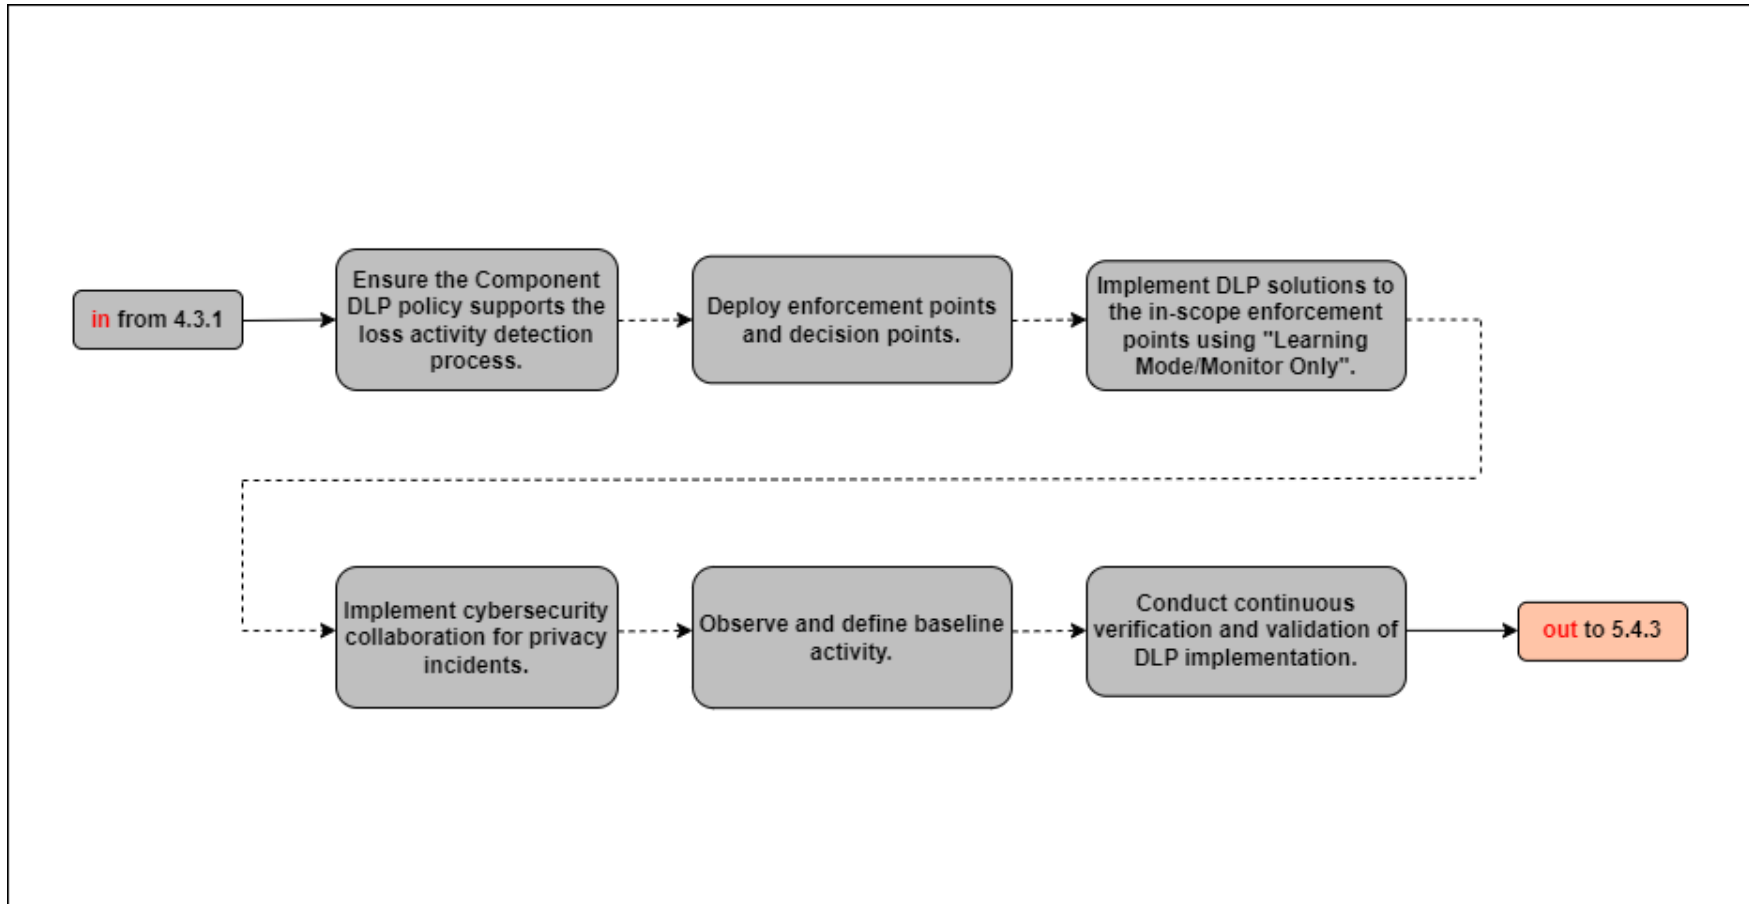 in from 4.3.1
Ensure the Component
DLP policy supports the
loss activity detection
process.
Deploy enforcement points
and decision points.
Implement DLP solutions to
the in-scope enforcement
points using "Learning
Mode/Monitor Only".
Implement cybersecurity
collaboration for privacy
incidents.
Observe and define baseline
activity.
Conduct continuous
verification and validation of
DLP implementation.
out to 5.4.3